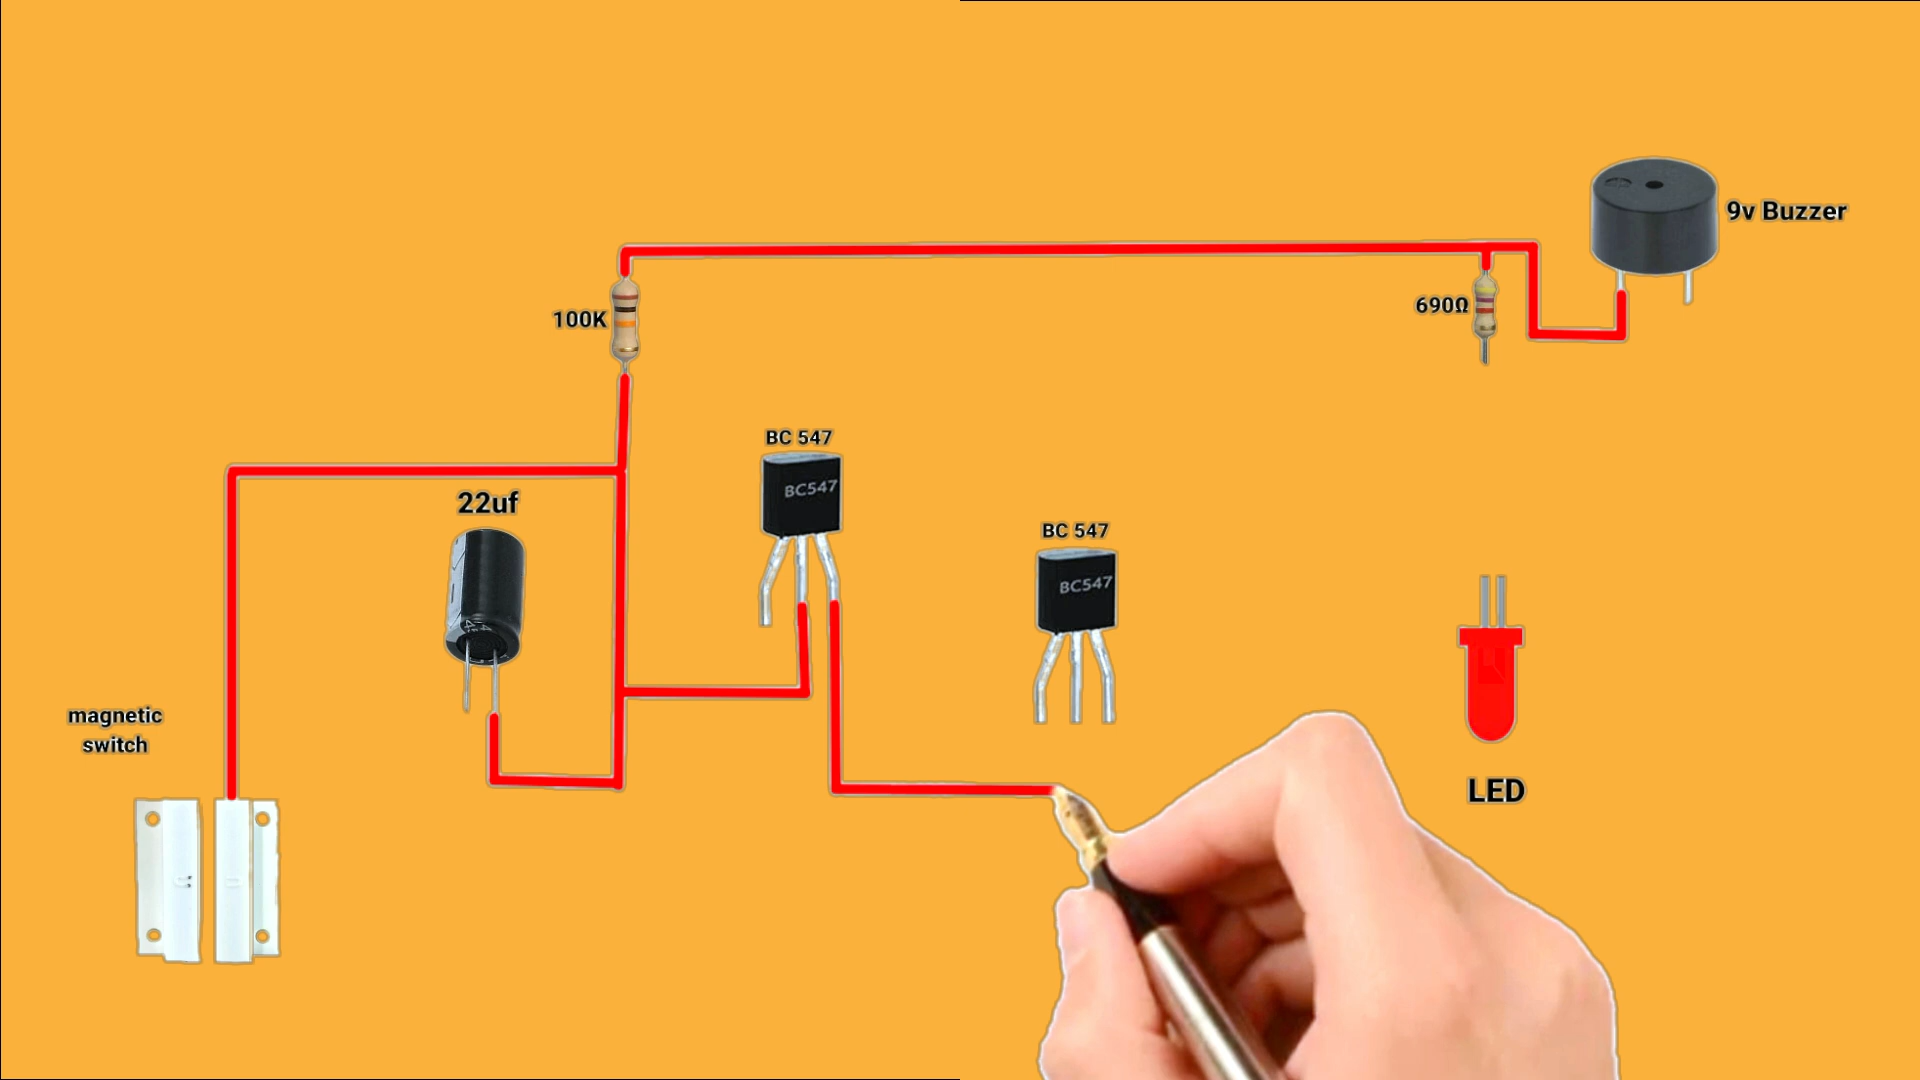 9v Buzzer
690Ω
100K
BC 547
BC547
22uf
BC 547
BC547
magnetic
switch
LED